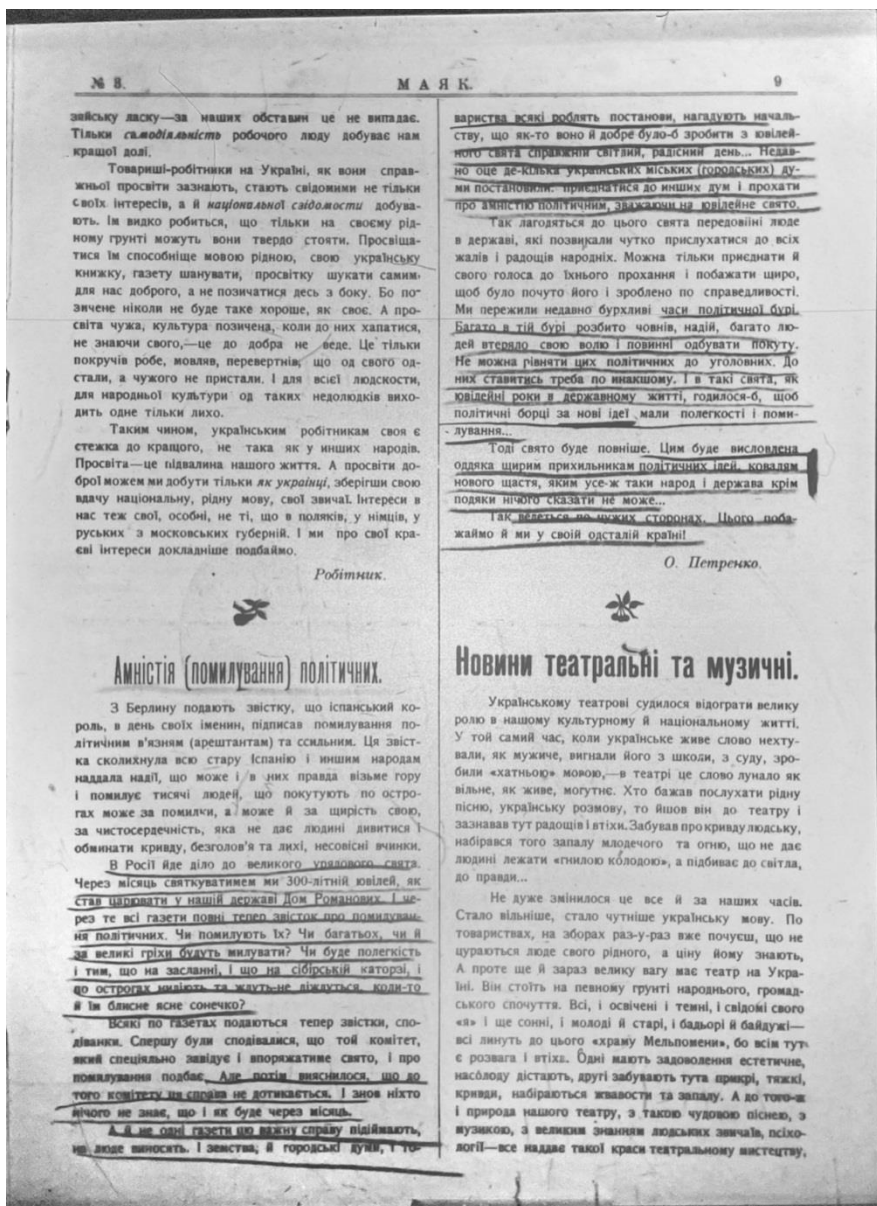 № 3.
МАЯК.
9
зяйську ласку—за наших обставин це не випадає.
Тільки самодіяльність робочого люду добуває нам
кращої долі.
Товариші-робітники на Україні, як вони справ-
жньої просвіти зазнають, стають свідомими не тільки
своїх інтересів, а й національної свідомости добува-
ють. Їм видко робиться, що тільки на своєму рід-
ному грунті можуть вони твердо стояти. Просвіща-
тися їм способніще мовою рідною, свою українську
книжку, газету шанувати, просвітку шукати самим
для нас доброго, а не позичатися десь з боку. Бо по-
зичене ніколи не буде таке хороше, як своє. А про-
світа чужа, культура позичена, коли до них хапатися,
не знаючи свого,—це до добра не веде. Це тільки
покручів робе, мовляв, перевертнів, що од свого од-
стали, а чужого не пристали. І для всієї людскости,
для народньої культури од таких недолюдків вихо-
дить одне тільки лихо.
Таким чином, українським робітникам своя є
стежка до кращого, не така як у инших народів.
Просвіта—це підвалина нашого життя. А просвіти до-
брої можем ми добути тільки як українці, зберігши свою
вдачу національну, рідну мову, свої звичаї. Інтереси в
нас теж свої, особні, не ті, що в поляків, у німців, у
руських з московських губерній. І ми про свої кра-
єві інтереси докладніше подбаймо.
Робітник.
Амністія (помилування) політичних.
З Берлину подають звістку, що іспанський ко-
роль, в день своїх іменин, підписав помилування по-
літичним в'язням (арештантам) та ссильним. Ця звіст-
ка сколихнула всю стару Іспанію і иншим народам
наддала надії, що може і в них правда візьме гору
і помилує тисячі людей, що покутують по остро-
гах може за помилки, а може й за щирість свою,
за чистосердечність, яка не дає людині дивитися і
обминати кривду, безголов'я та лихі, несовісні вчинки.
В Росії йде діло до великого урядового свята.
Через місяць святкуватимем ми 300-літній ювілей, як
став царювати у нашій державі Дом Романових. І че-
рез те всі газети повні тепер звісток про помилуван-
ня політичних. Чи помилують їх? Чи багатьох, чи й
за великі гріхи будуть милувати? Чи буде полегкість
і тим, що на засланні, і що на сібірській каторзі, і
по острогах нидіють та ждуть-не діждуться, коли-то
й їм блисне ясне сонечко?
Всякі по газетах подаються тепер звістки, спо-
діванки. Спершу були сподівалися, що той комітет,
який спеціально завідує і впоряжатиме свято, і про
помилування подбає. Але потім вияснилося, що до
того комітету ця справа не дотикається. І знов ніхто
нічого не знає, що і як буде через місяць.
А й не одні газети цю важну справу підіймають,
на люде виносять. І земства, й городські думи, і то-
вариства всякі роблять постанови, нагадують началь-
ству, що як-то воно й добре було-б зробити з ювілей-
ного свята справжній світлий, радісний день... Недав-
но оце де-кілька українських міських (городських) ду-
ми постановили: приєднатися до инших дум і прохати
про амністію політичним, зважаючи на ювілейне свято.
Так лагодяться до цього свята передовійні люде
в державі, які позвикали чутко прислухатися до всіх
жалів і радощів народніх. Можна тільки приєднати й
свого голоса до їхнього прохання і побажати щиро,
щоб було почуто його і зроблено по справедливості.
Ми пережили недавно бурхливі часи політичної бурі.
Багато в тій бурі розбито човнів, надій, багато лю-
дей втеряло свою волю і повинні одбувати покуту.
Не можна рівняти цих політичних до уголовних. До
них ставитись треба по инакшому. І в такі свята, як
ювілейні роки в державному житті, годилося-б, щоб
політичні борці за нові ідеї мали полегкості і поми-
лування...
Тоді свято буде повніше. Цим буде висловлена
оддяка щирим прихильникам політичних ідей, ковалям
нового щастя, яким усе-ж таки народ і держава крім
подяки нічого сказати не може...
Так ведеться по чужих сторонах. Цього поба-
жаймо й ми у своїй одсталій країні!
О. Петренко.
Новини театральні та музичні.
Українському театрові судилося відограти велику
ролю в нашому культурному й національному житті.
У той самий час, коли українське живе слово нехту-
вали, як мужиче, вигнали його з школи, з суду, зро-
били «хатньою» мовою,—в театрі це слово лунало як
вільне, як живе, могутнє. Хто бажав послухати рідну
пісню, українську розмову, то йшов він до театру і
зазнавав тут радощів і втіхи. Забував про кривду людську,
набірався того запалу млодечого та огню, що не дає
людині лежати «гнилою колодою», а підбиває до світла,
до правди...
Не дуже змінилося це все й за наших часів.
Стало вільніше, стало чутніше українську мову. По
товариствах, на зборах раз-у-раз вже почуєш, що не
цураються люде свого рідного, а ціну йому знають,
А проте ще й зараз велику вагу має театр на Укра-
їні. Він стоїть на певному грунті народнього, громад-
ського спочуття. Всі, і освічені і темні, і свідомі свого
«я» і ще сонні, і молоді й старі, і бадьорі й байдужі—
всі линуть до цього «храму Мельпомени», бо всім тут
є розвага і втіха. Одні мають задоволення естетичне,
насолоду дістають, другі забувають тута прикрі, тяжкі,
кривди, набіраються жвавости та запалу. А до того-ж
і природа нашого театру, з такою чудовою піснею, з
музикою, з великим знанням людських звичаїв, псіхо-
логії—все наддає такої краси театральному мистецтву,